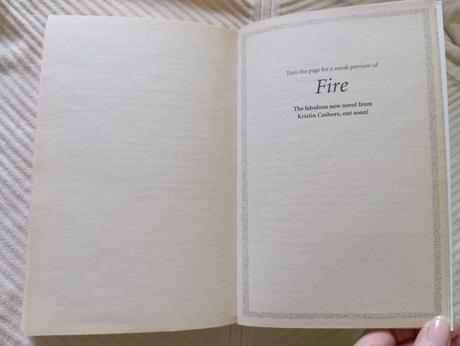 Turn the page for a sneak preview of
Fire
The fabulous new novel from
Kristin Cashore, out soon!